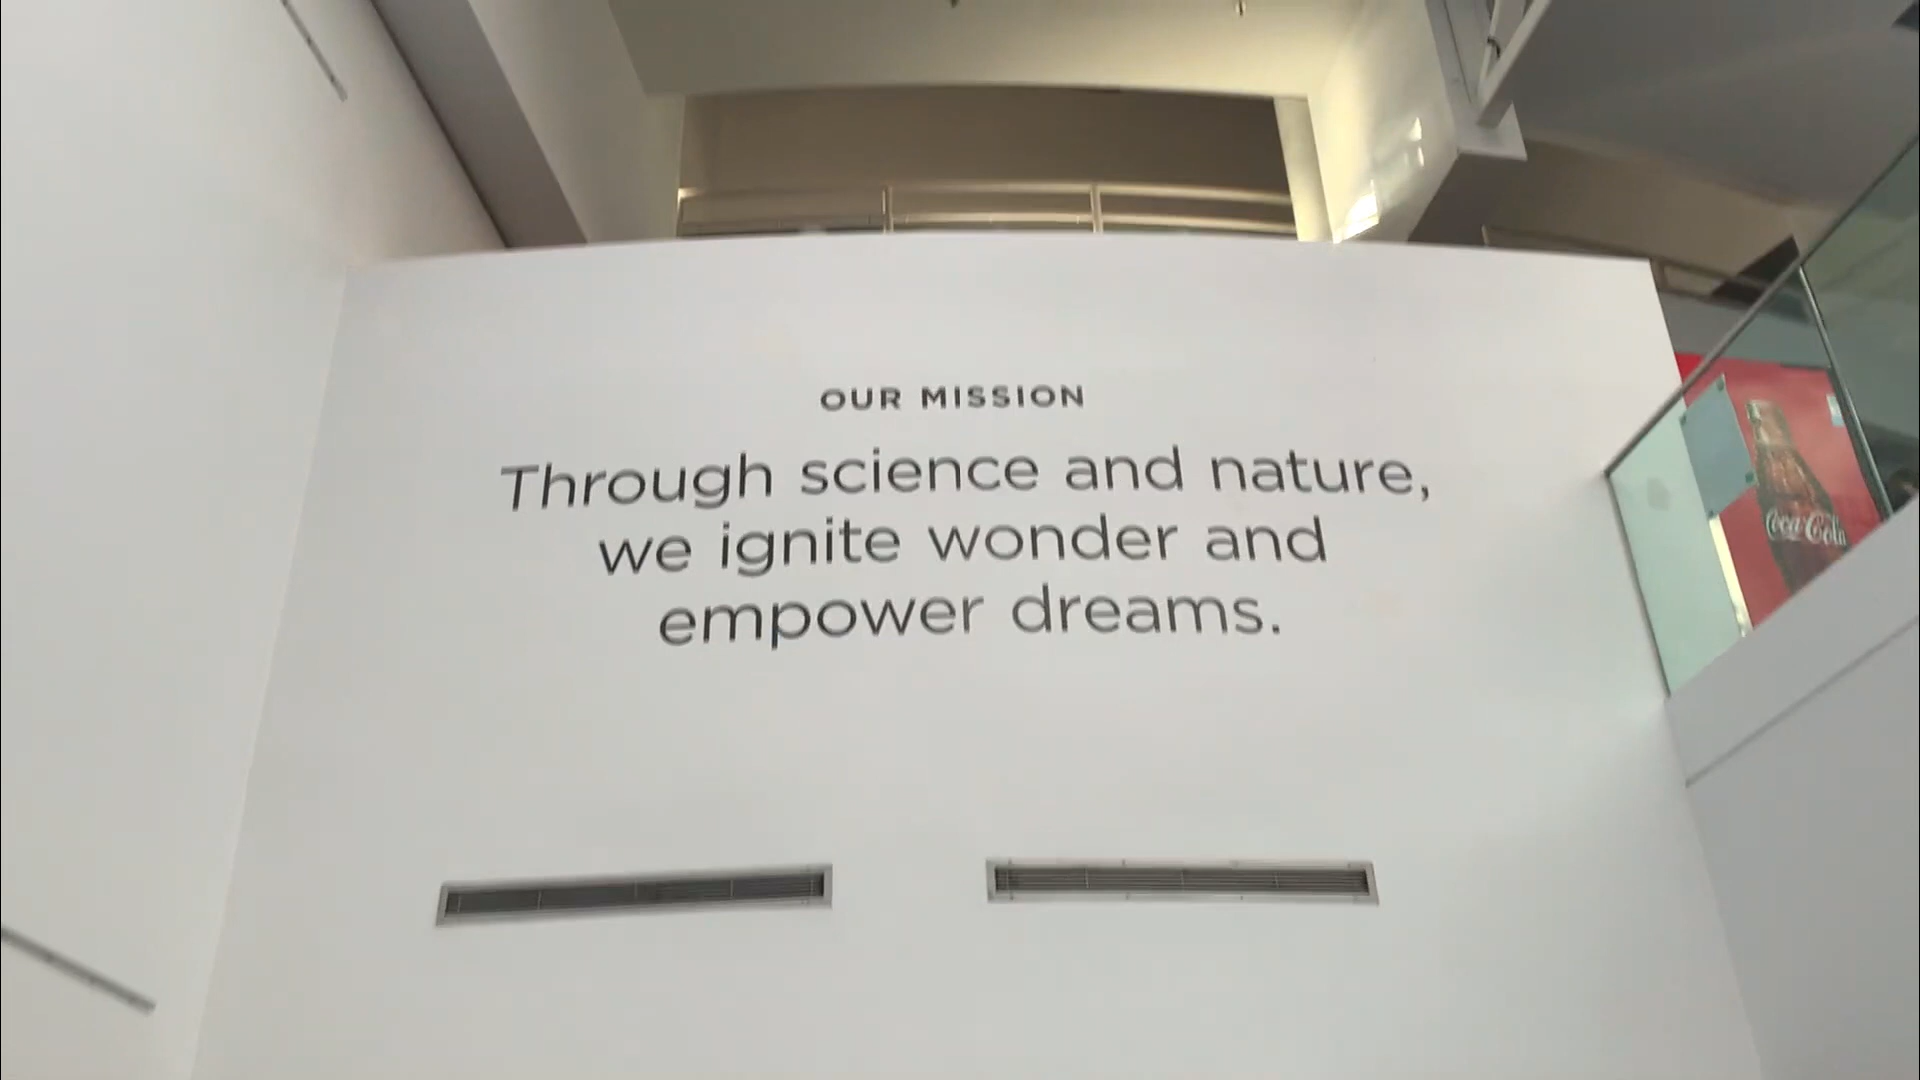 OUR MISSION
Through science and nature,
we ignite wonder and
empower dreams.
Coca-Cola